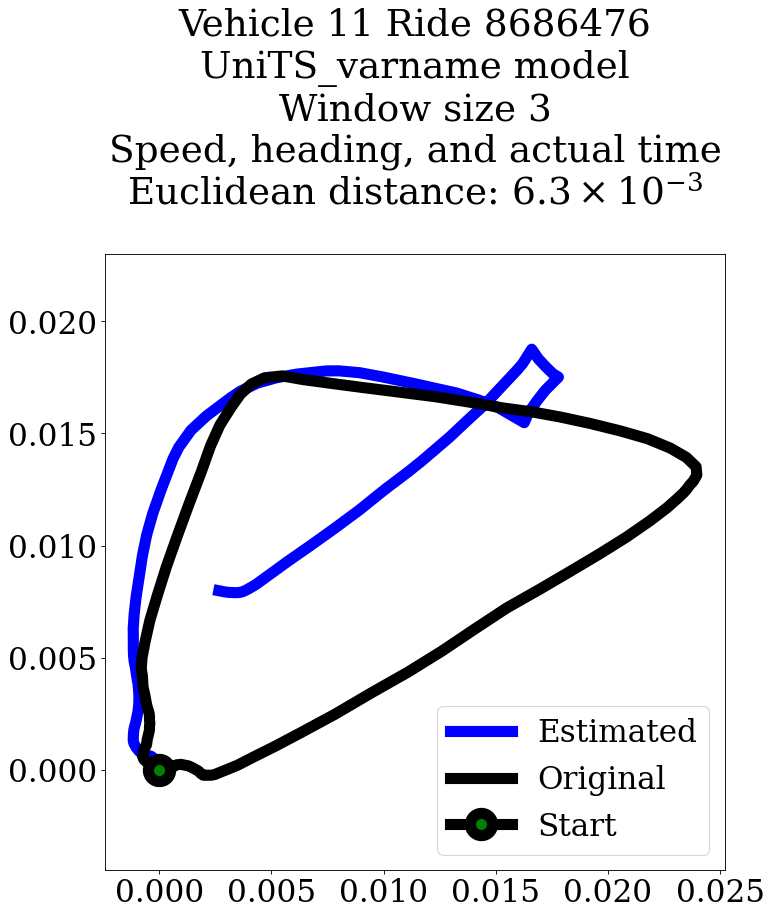 Vehicle 11 Ride 8686476
UniTS_varname model
Window size 3
Speed, heading, and actual time
Euclidean distance: 6.3 × 10⁻³
0.020
0.015
0.010
0.005
0.000
Estimated
Original
Start
0.000 0.005 0.010 0.015 0.020 0.025